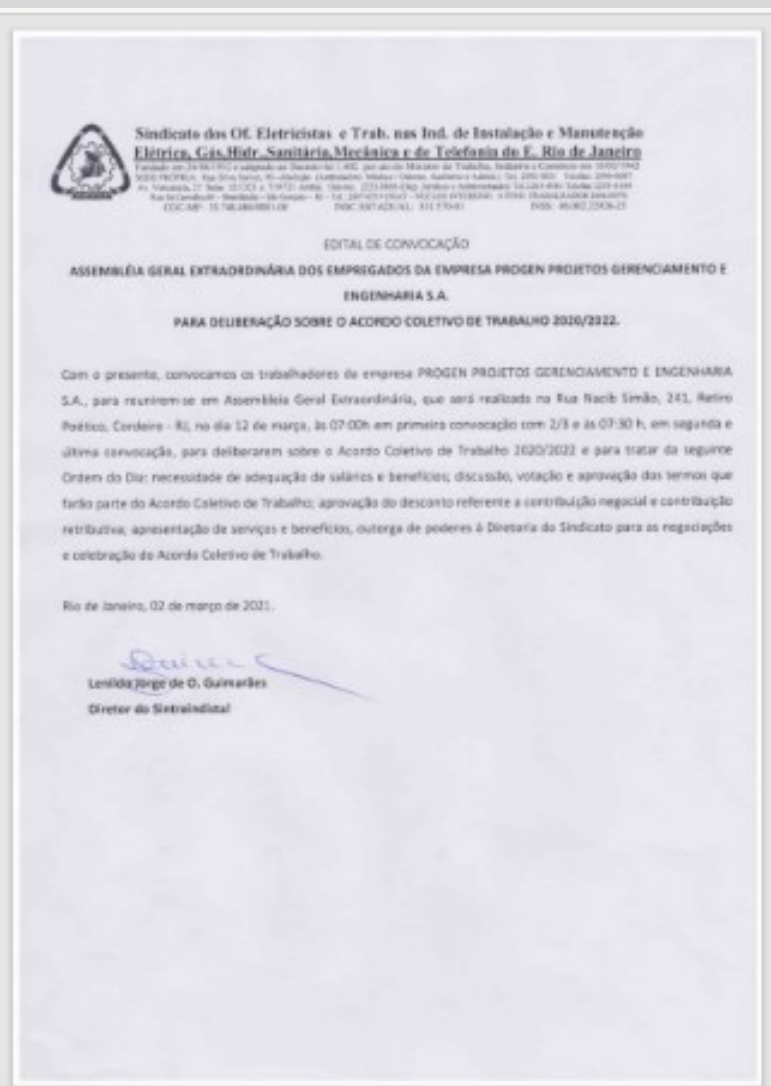 Sindicato dos Of. Eletricistas e Trab. nas Ind. de Instalação e Manutenção
Elétrica, Gás,Hidr.,Sanitária,Mecânica e de Telefonia do E. Rio de Janeiro
EDITAL DE CONVOCAÇÃO
ASSEMBLÉIA GERAL EXTRAORDINÁRIA DOS EMPREGADOS DA EMPRESA PROGEN PROJETOS GERENCIAMENTO E
ENGENHARIA S.A.
PARA DELIBERAÇÃO SOBRE O ACORDO COLETIVO DE TRABALHO 2020/2022.
Com o presente, convocamos os trabalhadores da empresa PROGEN PROJETOS GERENCIAMENTO E ENGENHARIA
S.A., para reunirem-se em Assembleia Geral Extraordinária, que será realizada na Rua Nacib Simão, 241, Retiro
Poético, Cordeiro - RJ, no dia 12 de março, às 07:00h em primeira convocação com 2/3 e às 07:30 h, em segunda e
última convocação, para deliberarem sobre o Acordo Coletivo de Trabalho 2020/2022 e para tratar da seguinte
Ordem do Dia: necessidade de adequação de salários e benefícios; discussão, votação e aprovação dos termos que
farão parte do Acordo Coletivo de Trabalho; aprovação do desconto referente a contribuição negocial e contribuição
retributiva; apresentação de serviços e benefícios, outorga de poderes à Diretoria do Sindicato para as negociações
e celebração do Acordo Coletivo de Trabalho.
Rio de Janeiro, 02 de março de 2021.
Lenildo Jorge de O. Guimarães
Diretor do Sintraindistal